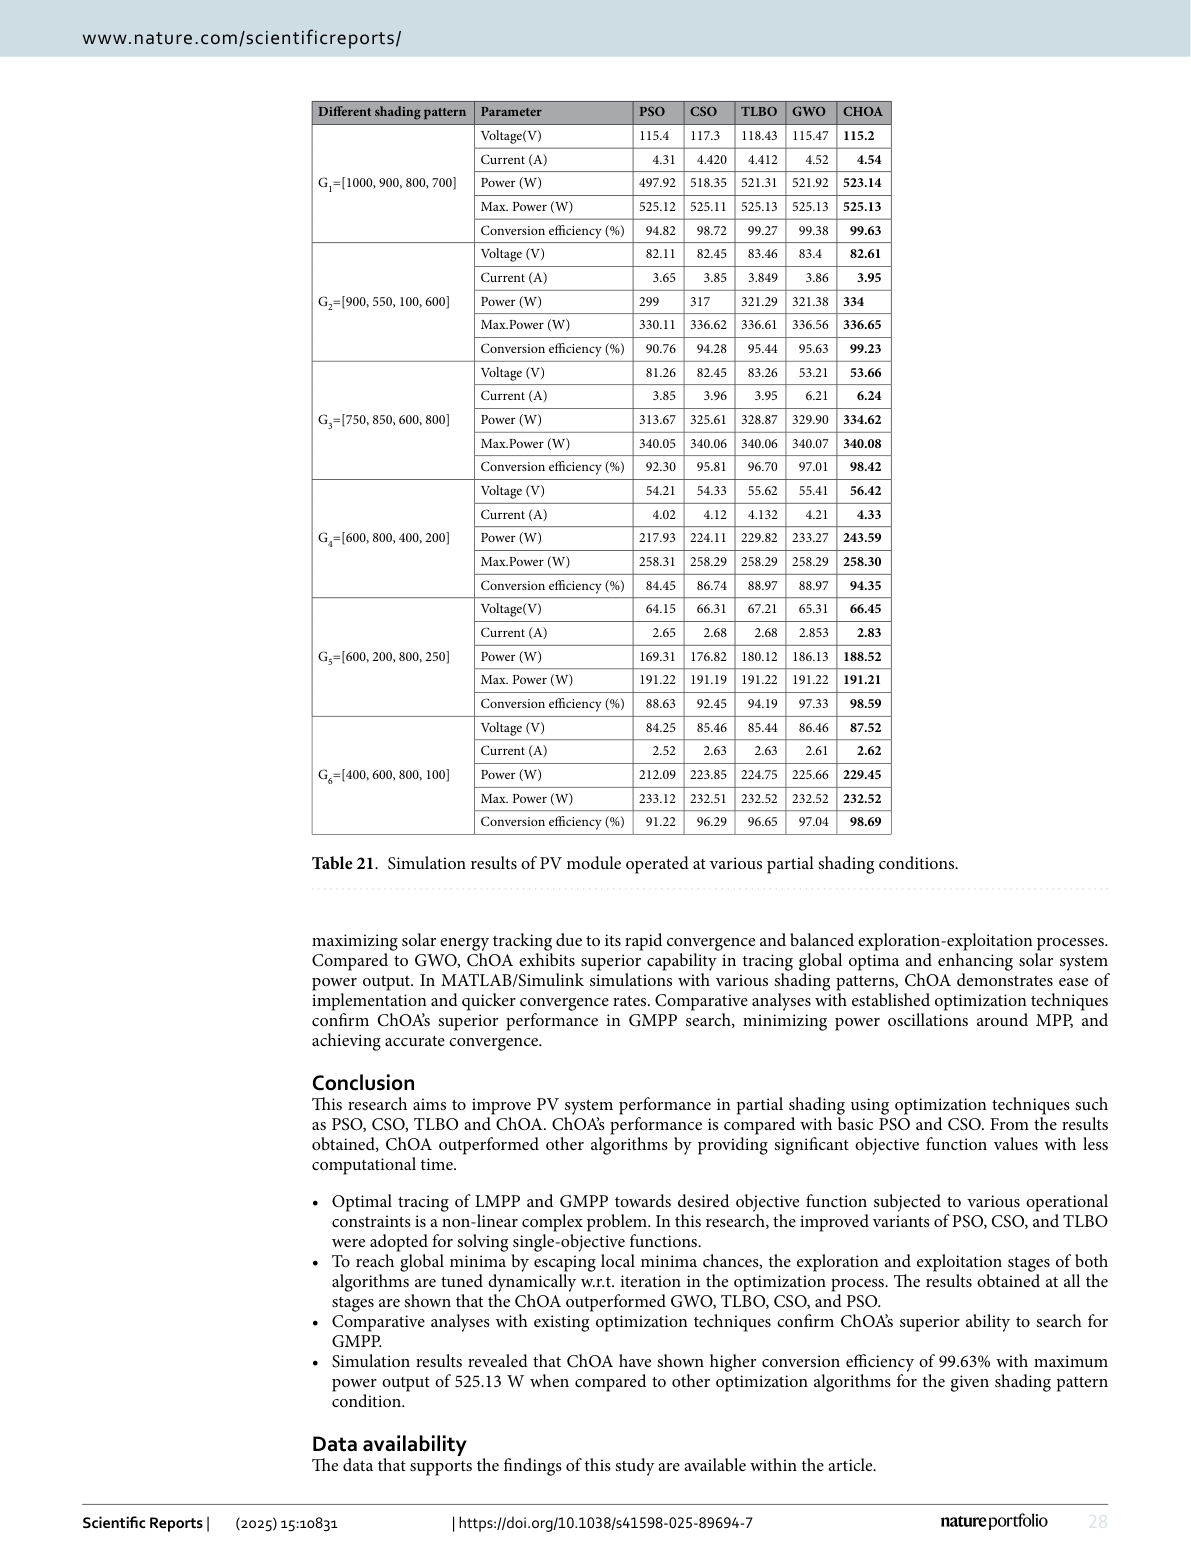 www.nature.com/scientificreports/
Different shading pattern Parameter PSO CSO TLBO GWO CHOA
G1=[1000, 900, 800, 700] Voltage(V) 115.4 117.3 118.43 115.47 115.2
Current (A) 4.31 4.420 4.412 4.52 4.54
Power (W) 497.92 518.35 521.31 521.92 523.14
Max. Power (W) 525.12 525.11 525.13 525.13 525.13
Conversion efficiency (%) 94.82 98.72 99.27 99.38 99.63
G2=[900, 550, 100, 600] Voltage (V) 82.11 82.45 83.46 83.4 82.61
Current (A) 3.65 3.85 3.849 3.86 3.95
Power (W) 299 317 321.29 321.38 334
Max.Power (W) 330.11 336.62 336.61 336.56 336.65
Conversion efficiency (%) 90.76 94.28 95.44 95.63 99.23
G3=[750, 850, 600, 800] Voltage (V) 81.26 82.45 83.26 53.21 53.66
Current (A) 3.85 3.96 3.95 6.21 6.24
Power (W) 313.67 325.61 328.87 329.90 334.62
Max.Power (W) 340.05 340.06 340.06 340.07 340.08
Conversion efficiency (%) 92.30 95.81 96.70 97.01 98.42
G4=[600, 800, 400, 200] Voltage (V) 54.21 54.33 55.62 55.41 56.42
Current (A) 4.02 4.12 4.132 4.21 4.33
Power (W) 217.93 224.11 229.82 233.27 243.59
Max.Power (W) 258.31 258.29 258.29 258.29 258.30
Conversion efficiency (%) 84.45 86.74 88.97 88.97 94.35
G5=[600, 200, 800, 250] Voltage(V) 64.15 66.31 67.21 65.31 66.45
Current (A) 2.65 2.68 2.68 2.853 2.83
Power (W) 169.31 176.82 180.12 186.13 188.52
Max. Power (W) 191.22 191.19 191.22 191.22 191.21
Conversion efficiency (%) 88.63 92.45 94.19 97.33 98.59
G6=[400, 600, 800, 100] Voltage (V) 84.25 85.46 85.44 86.46 87.52
Current (A) 2.52 2.63 2.63 2.61 2.62
Power (W) 212.09 223.85 224.75 225.66 229.45
Max. Power (W) 233.12 232.51 232.52 232.52 232.52
Conversion efficiency (%) 91.22 96.29 96.65 97.04 98.69
Table 21. Simulation results of PV module operated at various partial shading conditions.
maximizing solar energy tracking due to its rapid convergence and balanced exploration-exploitation processes.
Compared to GWO, ChOA exhibits superior capability in tracing global optima and enhancing solar system
power output. In MATLAB/Simulink simulations with various shading patterns, ChOA demonstrates ease of
implementation and quicker convergence rates. Comparative analyses with established optimization techniques
confirm ChOA's superior performance in GMPP search, minimizing power oscillations around MPP, and
achieving accurate convergence.
Conclusion
This research aims to improve PV system performance in partial shading using optimization techniques such
as PSO, CSO, TLBO and ChOA. ChOA's performance is compared with basic PSO and CSO. From the results
obtained, ChOA outperformed other algorithms by providing significant objective function values with less
computational time.
• Optimal tracing of LMPP and GMPP towards desired objective function subjected to various operational
constraints is a non-linear complex problem. In this research, the improved variants of PSO, CSO, and TLBO
were adopted for solving single-objective functions.
• To reach global minima by escaping local minima chances, the exploration and exploitation stages of both
algorithms are tuned dynamically w.r.t. iteration in the optimization process. The results obtained at all the
stages are shown that the ChOA outperformed GWO, TLBO, CSO, and PSO.
• Comparative analyses with existing optimization techniques confirm ChOA's superior ability to search for
GMPP.
• Simulation results revealed that ChOA have shown higher conversion efficiency of 99.63% with maximum
power output of 525.13 W when compared to other optimization algorithms for the given shading pattern
condition.
Data availability
The data that supports the findings of this study are available within the article.
Scientific Reports | (2025) 15:10831 | https://doi.org/10.1038/s41598-025-89694-7 natureportfolio 28